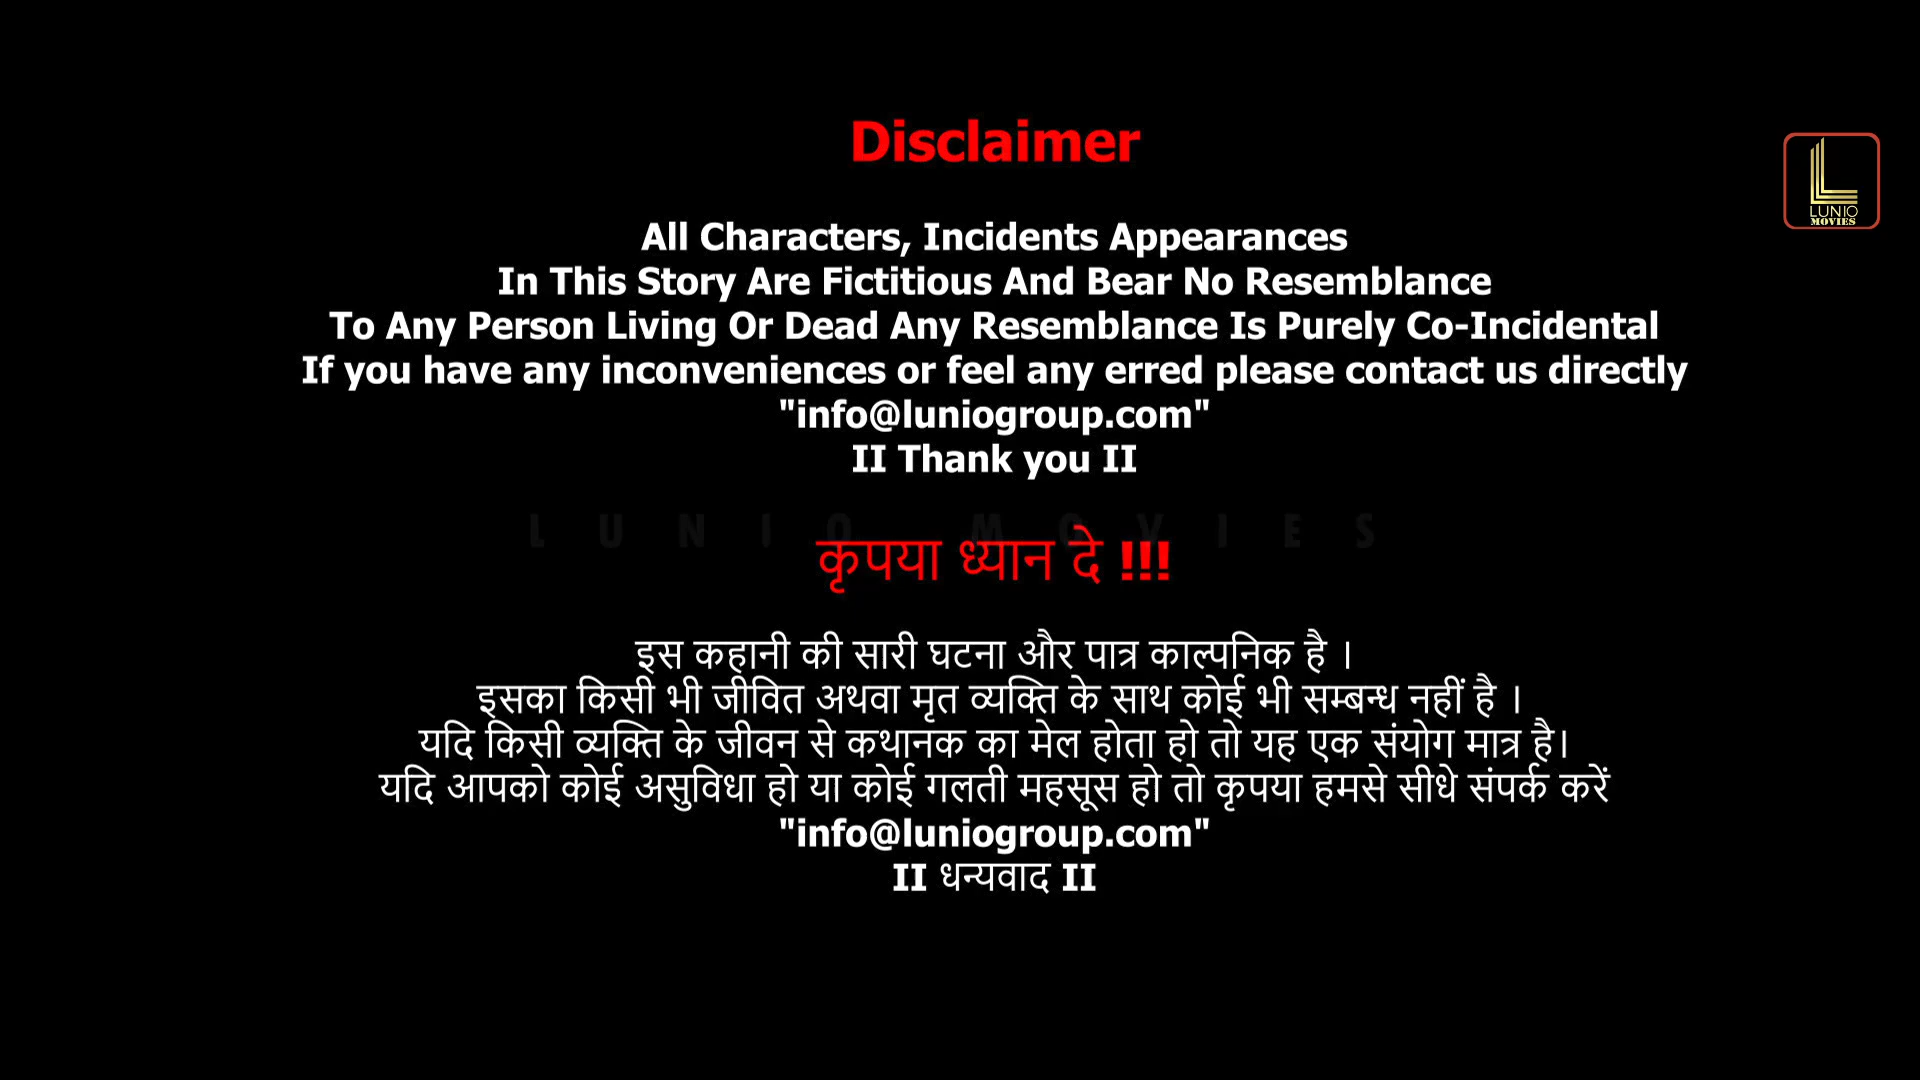 Disclaimer
LUNIO
MOVIES
All Characters, Incidents Appearances
In This Story Are Fictitious And Bear No Resemblance
To Any Person Living Or Dead Any Resemblance Is Purely Co-Incidental
If you have any inconveniences or feel any erred please contact us directly
"info@luniogroup.com"
II Thank you II
LUNIO MOVIES
कृपया ध्यान दे !!!
इस कहानी की सारी घटना और पात्र काल्पनिक है ।
इसका किसी भी जीवित अथवा मृत व्यक्ति के साथ कोई भी सम्बन्ध नहीं है ।
यदि किसी व्यक्ति के जीवन से कथानक का मेल होता हो तो यह एक संयोग मात्र है।
यदि आपको कोई असुविधा हो या कोई गलती महसूस हो तो कृपया हमसे सीधे संपर्क करें
"info@luniogroup.com"
II धन्यवाद II